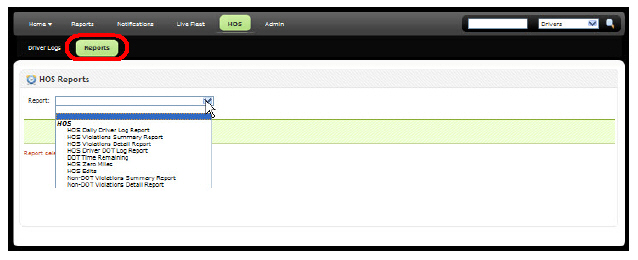 Home Reports Notifications Live Fleet HOS Admin Drivers
Driver Logs Reports
HOS Reports
Report:
HOS
HOS Daily Driver Log Report
HOS Violations Summary Report
HOS Violations Detail Report
HOS Driver DOT Log Report
DOT Time Remaining
HOS Zero Miles
HOS Edits
Non-DOT Violations Summary Report
Non-DOT Violations Detail Report
Report